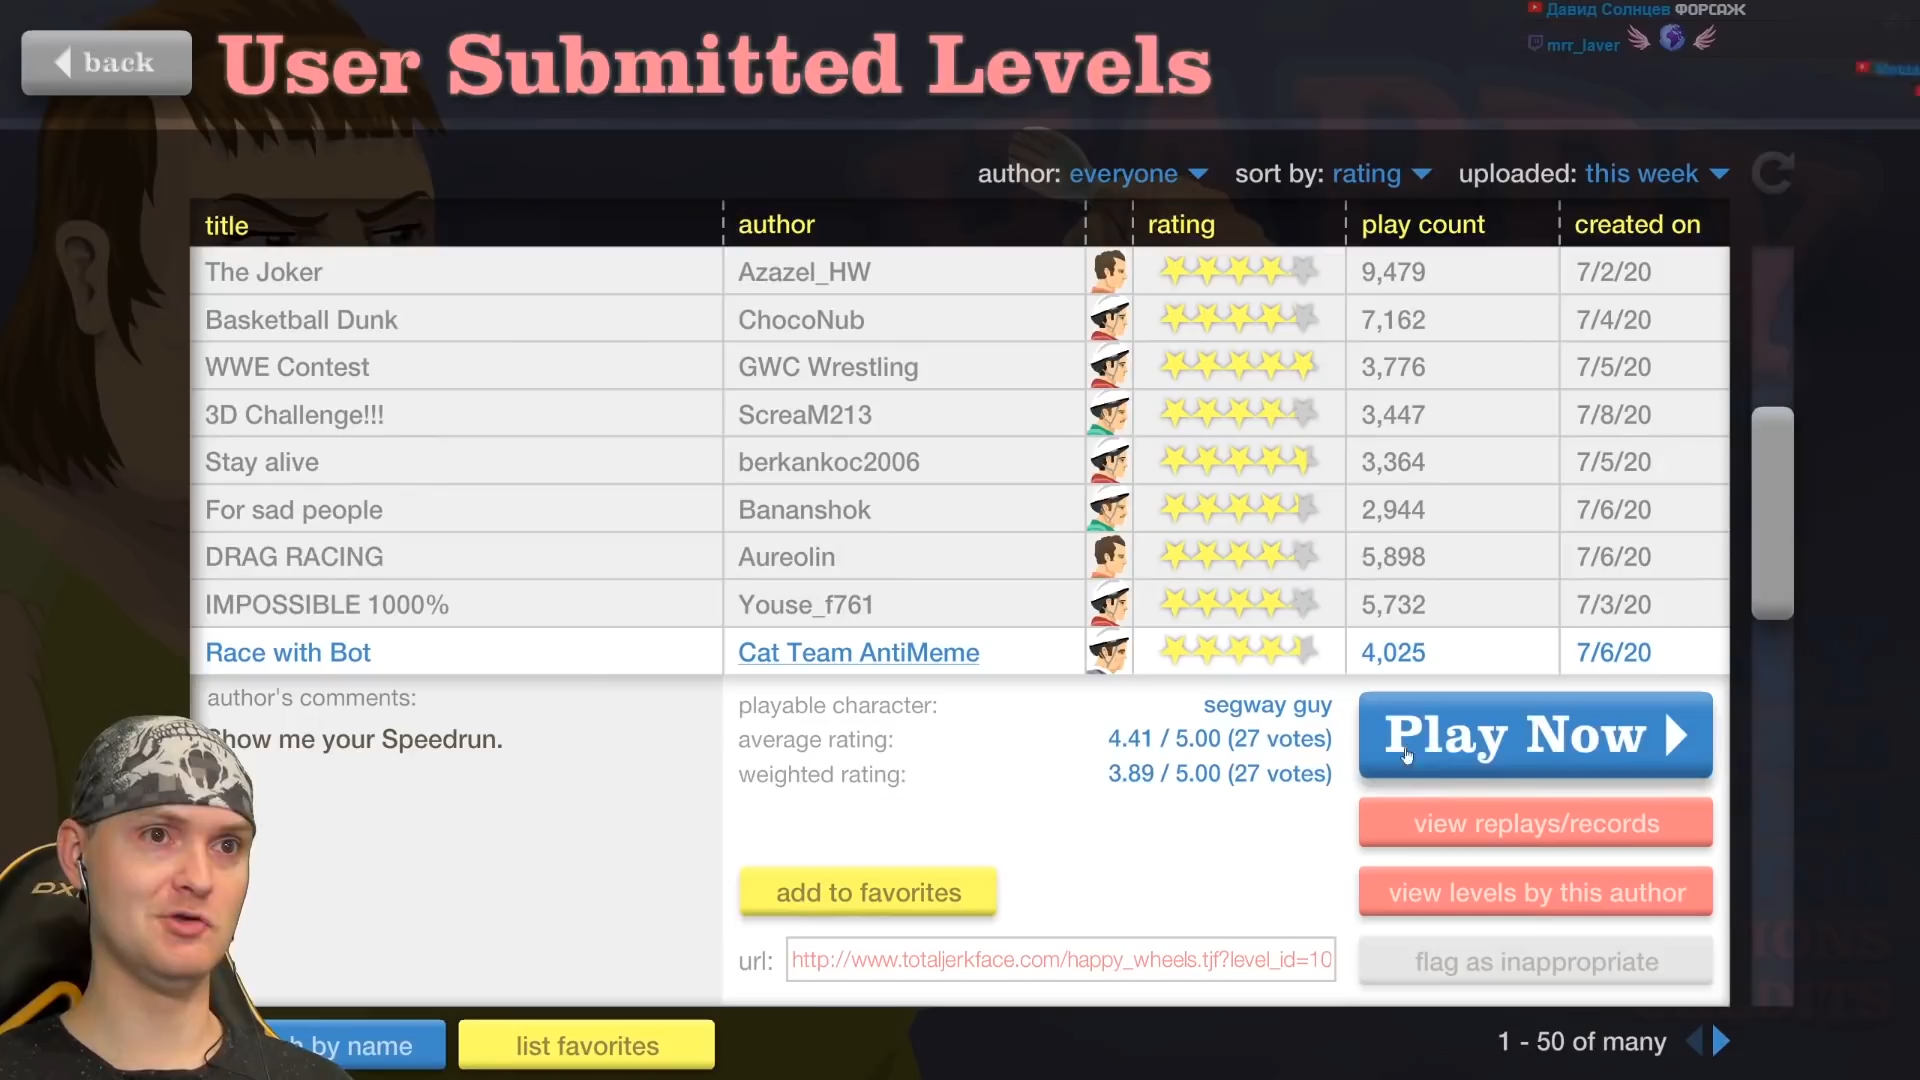 back
User Submitted Levels
Давид Солнцев ФОРСАЖ
mrr_laver
author: everyone sort by: rating uploaded: this week
title author rating play count created on
The Joker Azazel_HW 9,479 7/2/20
Basketball Dunk ChocoNub 7,162 7/4/20
WWE Contest GWC Wrestling 3,776 7/5/20
3D Challenge!!! ScreaM213 3,447 7/8/20
Stay alive berkankoc2006 3,364 7/5/20
For sad people Bananshok 2,944 7/6/20
DRAG RACING Aureolin 5,898 7/6/20
IMPOSSIBLE 1000% Youse_f761 5,732 7/3/20
Race with Bot Cat Team AntiMeme 4,025 7/6/20
author's comments:
Show me your Speedrun.
playable character: segway guy
average rating: 4.41 / 5.00 (27 votes)
weighted rating: 3.89 / 5.00 (27 votes)
Play Now
view replays/records
add to favorites
view levels by this author
url: http://www.totaljerkface.com/happy_wheels.tjf?level_id=10
flag as inappropriate
by name
list favorites
1 - 50 of many